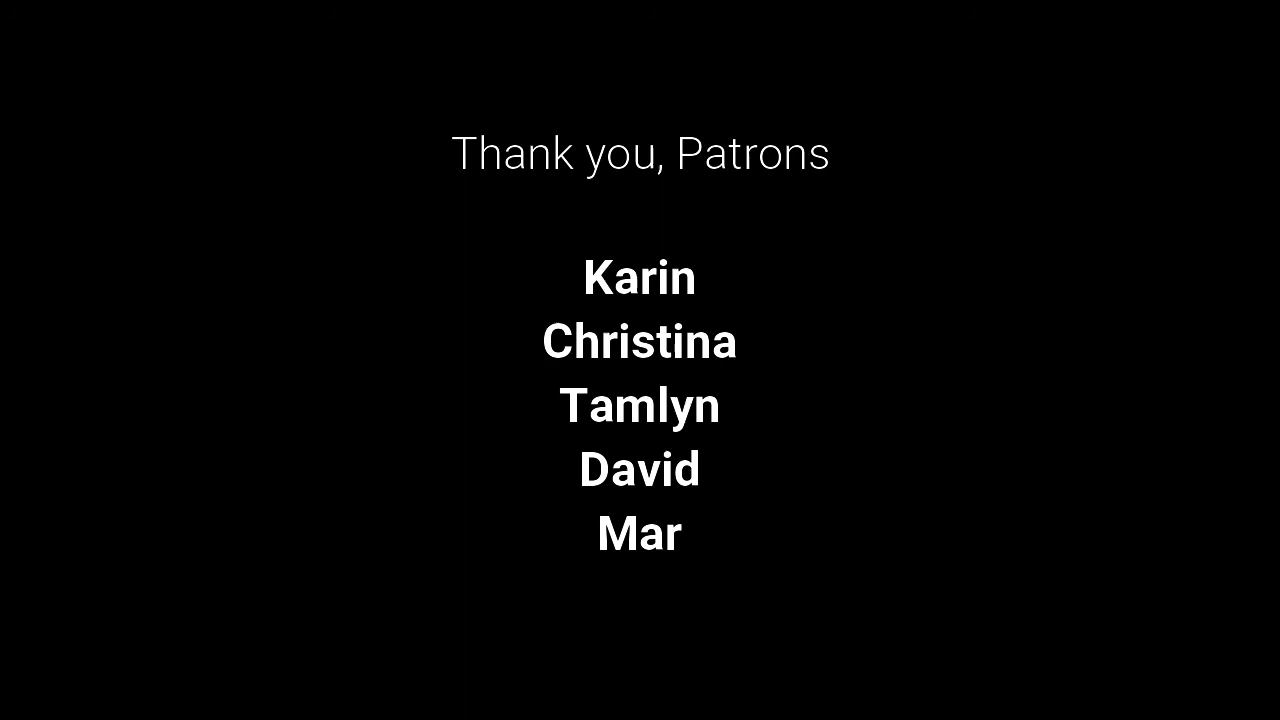 Thank you, Patrons
Karin
Christina
Tamlyn
David
Mar